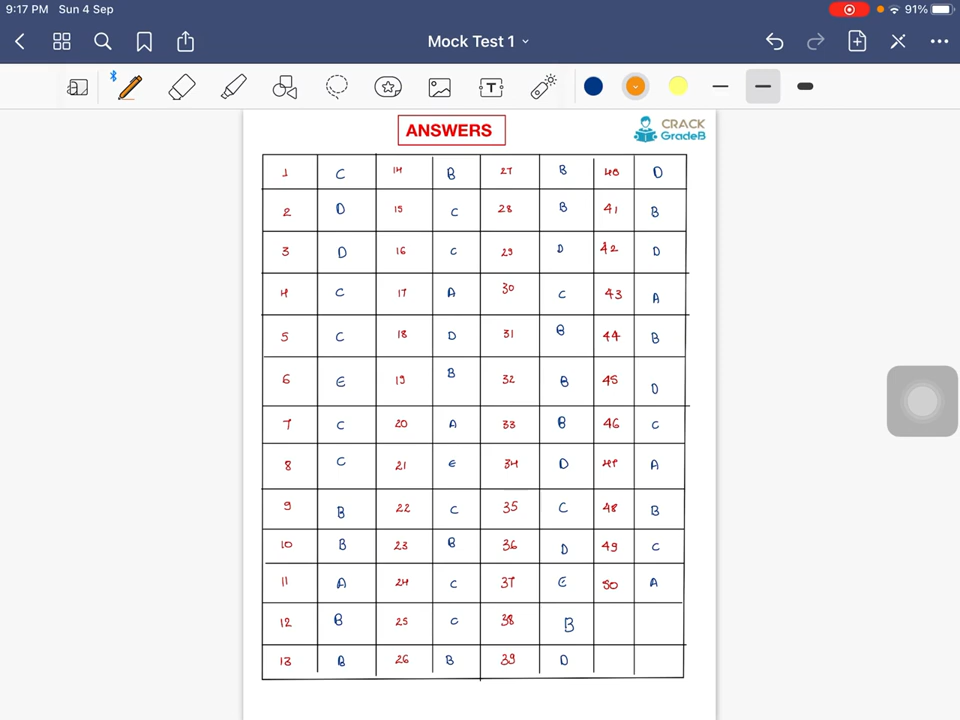 9:17 PM Sun 4 Sep
91%
Mock Test 1
T
ANSWERS
CRACK
GradeB
1 C 14 B 27 B 40 D
2 D 15 C 28 B 41 B
3 D 16 C 29 D 42 D
4 C 17 A 30 C 43 A
5 C 18 D 31 B 44 B
6 E 19 B 32 B 45 D
7 C 20 A 33 B 46 C
8 C 21 E 34 D 47 A
9 B 22 C 35 C 48 B
10 B 23 B 36 D 49 C
11 A 24 C 37 E 50 A
12 B 25 C 38 B
13 B 26 B 39 D